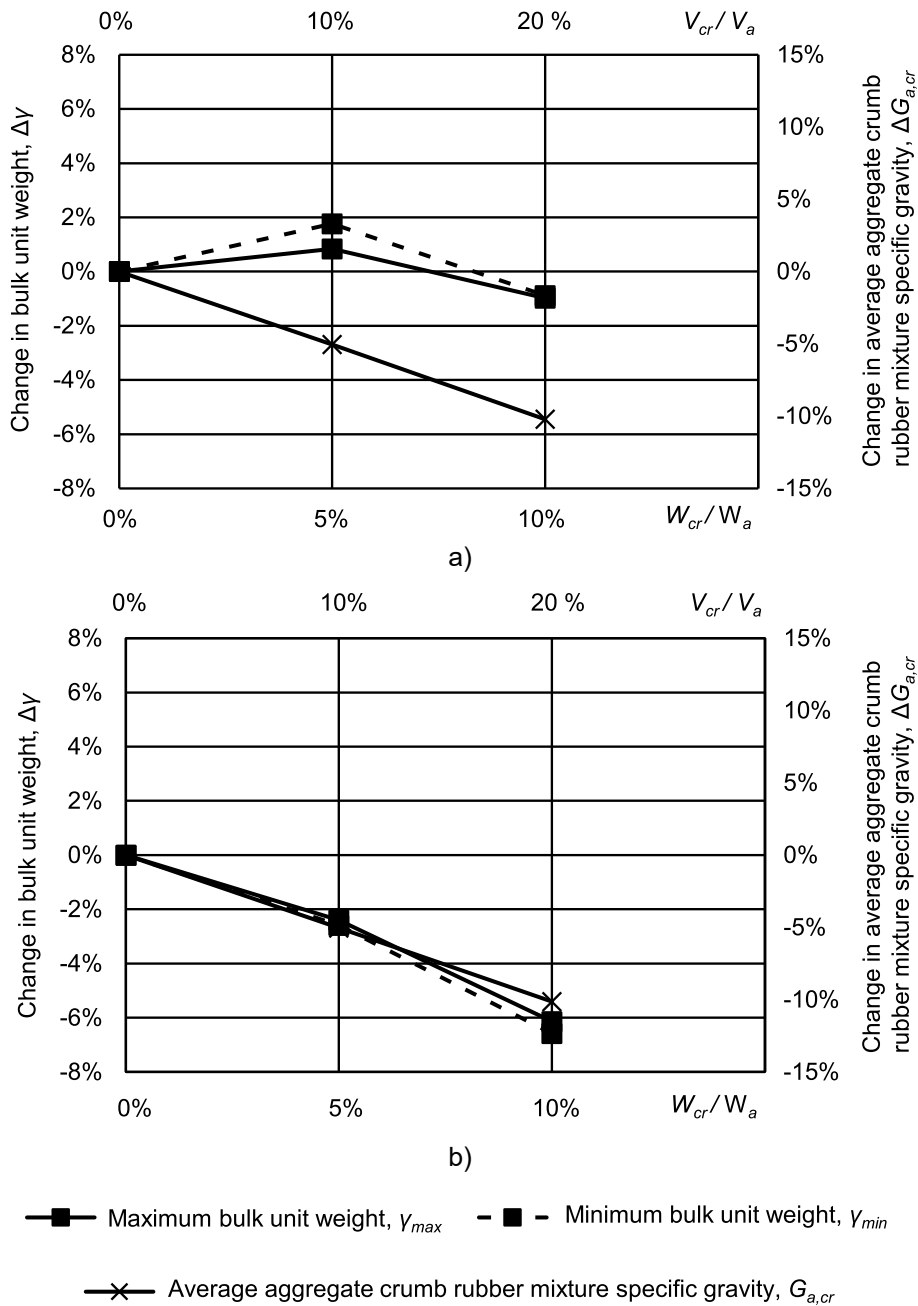 0% 10% 20 % Vcr / Va
8% 15%
6%
10%
4%
5%
2%
0% 0%
-2%
-5%
-4%
-10%
-6%
-8% -15%
Change in bulk unit weight, Δγ
Change in average aggregate crumb
rubber mixture specific gravity, ΔGa,cr
0% 5% 10% Wcr / Wa
a)
0% 10% 20 % Vcr / Va
8% 15%
6%
10%
4%
5%
2%
0% 0%
-2%
-5%
-4%
-10%
-6%
-8% -15%
Change in bulk unit weight, Δγ
Change in average aggregate crumb
rubber mixture specific gravity, ΔGa,cr
0% 5% 10% Wcr / Wa
b)
Maximum bulk unit weight, γmax Minimum bulk unit weight, γmin
Average aggregate crumb rubber mixture specific gravity, Ga,cr